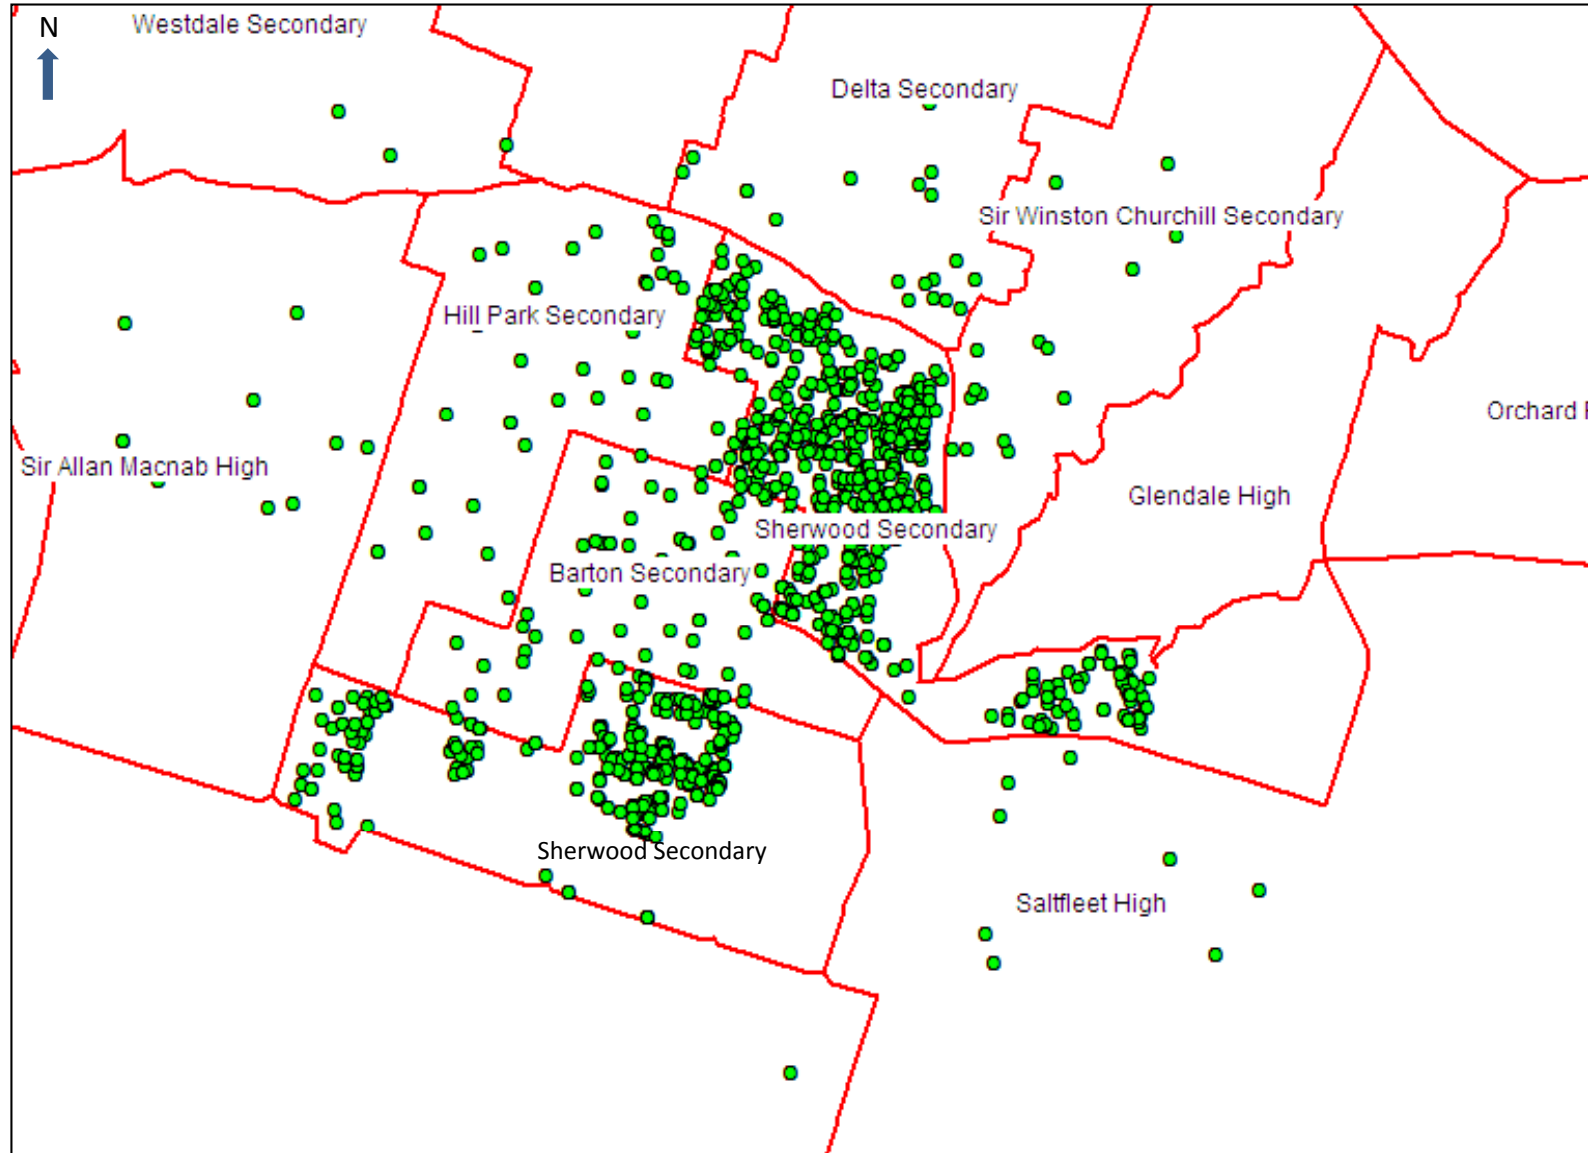 Westdale Secondary
N
Delta Secondary
Sir Winston Churchill Secondary
Hill Park Secondary
Orchard
Sir Allan Macnab High
Glendale High
Sherwood Secondary
Barton Secondary
Sherwood Secondary
Saltfleet High